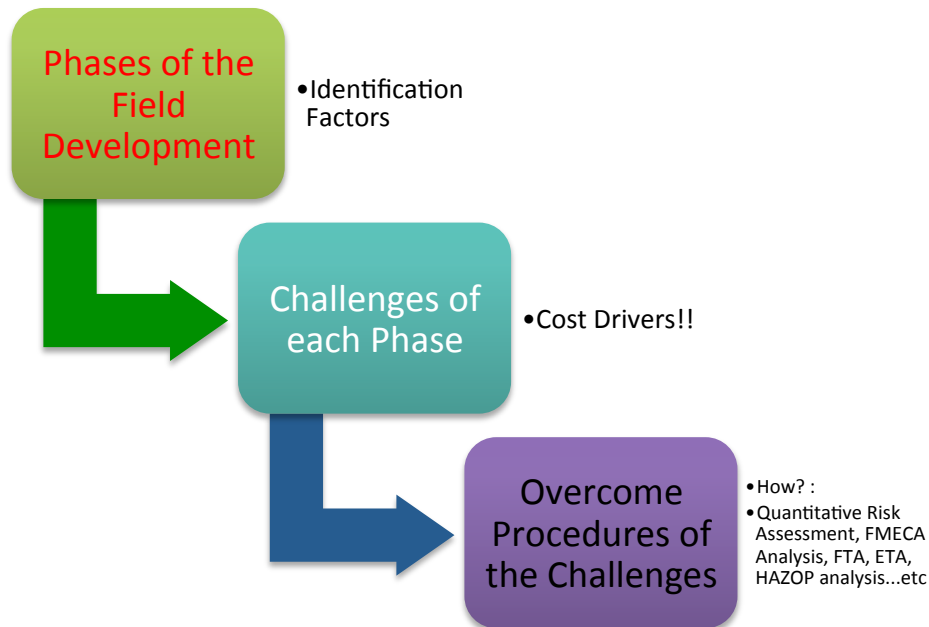 Phases of the
Field
Development
•Identification
Factors
Challenges of
each Phase
•Cost Drivers!!
Overcome
Procedures of
the Challenges
•How? :
•Quantitative Risk
Assessment, FMECA
Analysis, FTA, ETA,
HAZOP analysis...etc